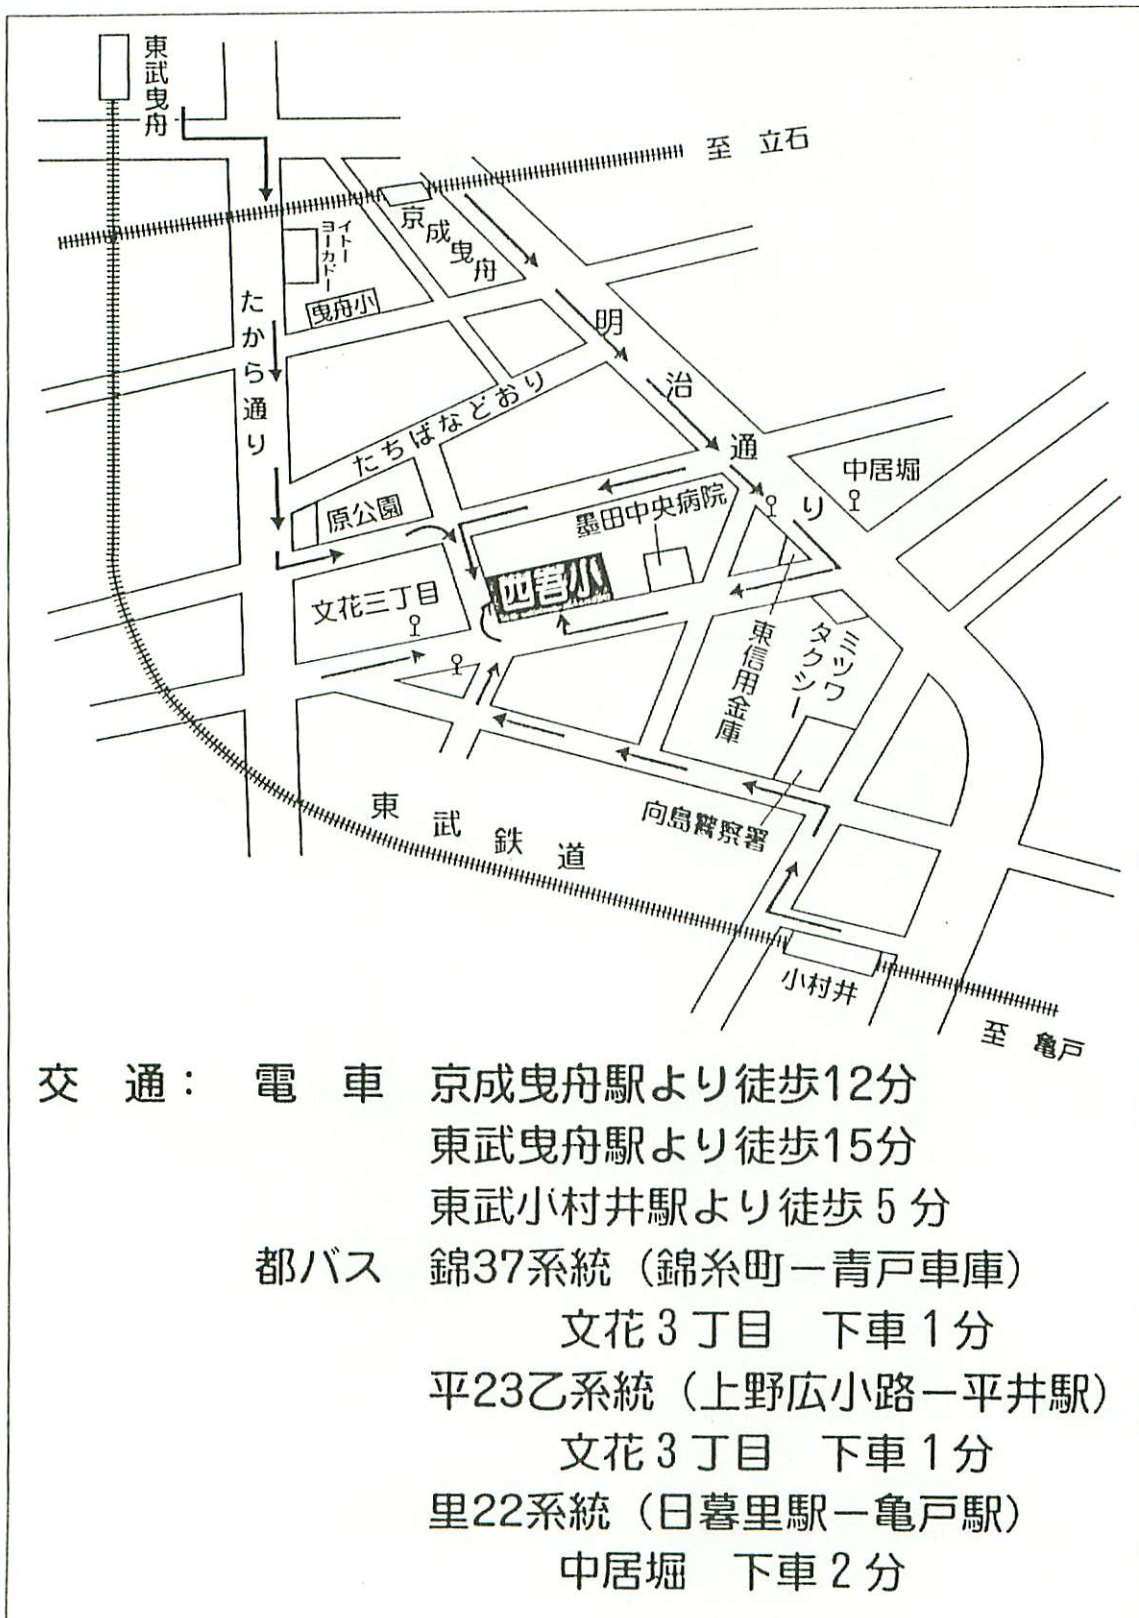 東武曳舟
至 立石
京成曳舟
イトーヨーカドー
曳舟小
たから通り
明治通り
たちばなどおり
中居堀
原公園
墨田中央病院
四吾小
文花三丁目
東信用金庫
ミツワタクシー
向島警察署
東武鉄道
小村井
至 亀戸
交 通： 電 車 京成曳舟駅より徒歩12分
東武曳舟駅より徒歩15分
東武小村井駅より徒歩5分
都バス 錦37系統（錦糸町－青戸車庫）
文花3丁目 下車1分
平23乙系統（上野広小路－平井駅）
文花3丁目 下車1分
里22系統（日暮里駅－亀戸駅）
中居堀 下車2分